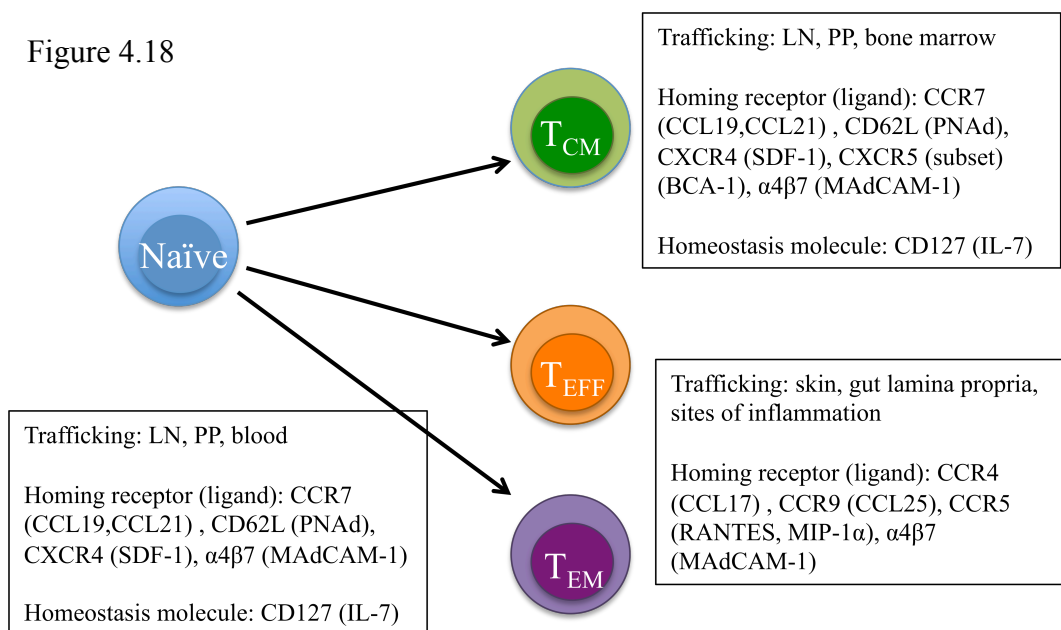 Figure 4.18
Trafficking: LN, PP, bone marrow
Homing receptor (ligand): CCR7
(CCL19,CCL21) , CD62L (PNAd),
CXCR4 (SDF-1), CXCR5 (subset)
(BCA-1), α4β7 (MAdCAM-1)
Homeostasis molecule: CD127 (IL-7)
TCM
Naïve
TEFF
Trafficking: skin, gut lamina propria,
sites of inflammation
Homing receptor (ligand): CCR4
(CCL17) , CCR9 (CCL25), CCR5
(RANTES, MIP-1α), α4β7
(MAdCAM-1)
Trafficking: LN, PP, blood
Homing receptor (ligand): CCR7
(CCL19,CCL21) , CD62L (PNAd),
CXCR4 (SDF-1), α4β7 (MAdCAM-1)
Homeostasis molecule: CD127 (IL-7)
TEM